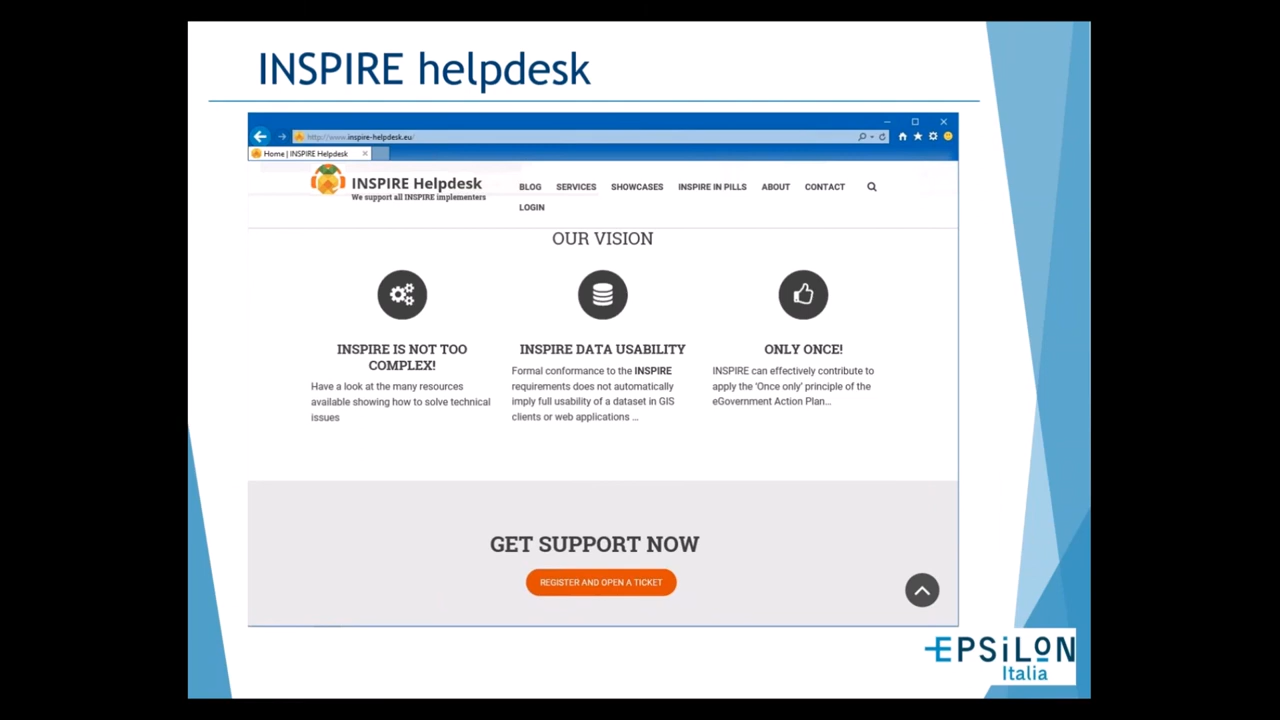 INSPIRE helpdesk
http://www.inspire-helpdesk.eu/
Home | INSPIRE Helpdesk
INSPIRE Helpdesk
We support all INSPIRE implementers
BLOG SERVICES SHOWCASES INSPIRE IN PILLS ABOUT CONTACT
LOGIN
OUR VISION
INSPIRE IS NOT TOO
COMPLEX!
Have a look at the many resources
available showing how to solve technical
issues
INSPIRE DATA USABILITY
Formal conformance to the INSPIRE
requirements does not automatically
imply full usability of a dataset in GIS
clients or web applications ...
ONLY ONCE!
INSPIRE can effectively contribute to
apply the 'Once only' principle of the
eGovernment Action Plan...
GET SUPPORT NOW
REGISTER AND OPEN A TICKET
EPSiLON
Italia